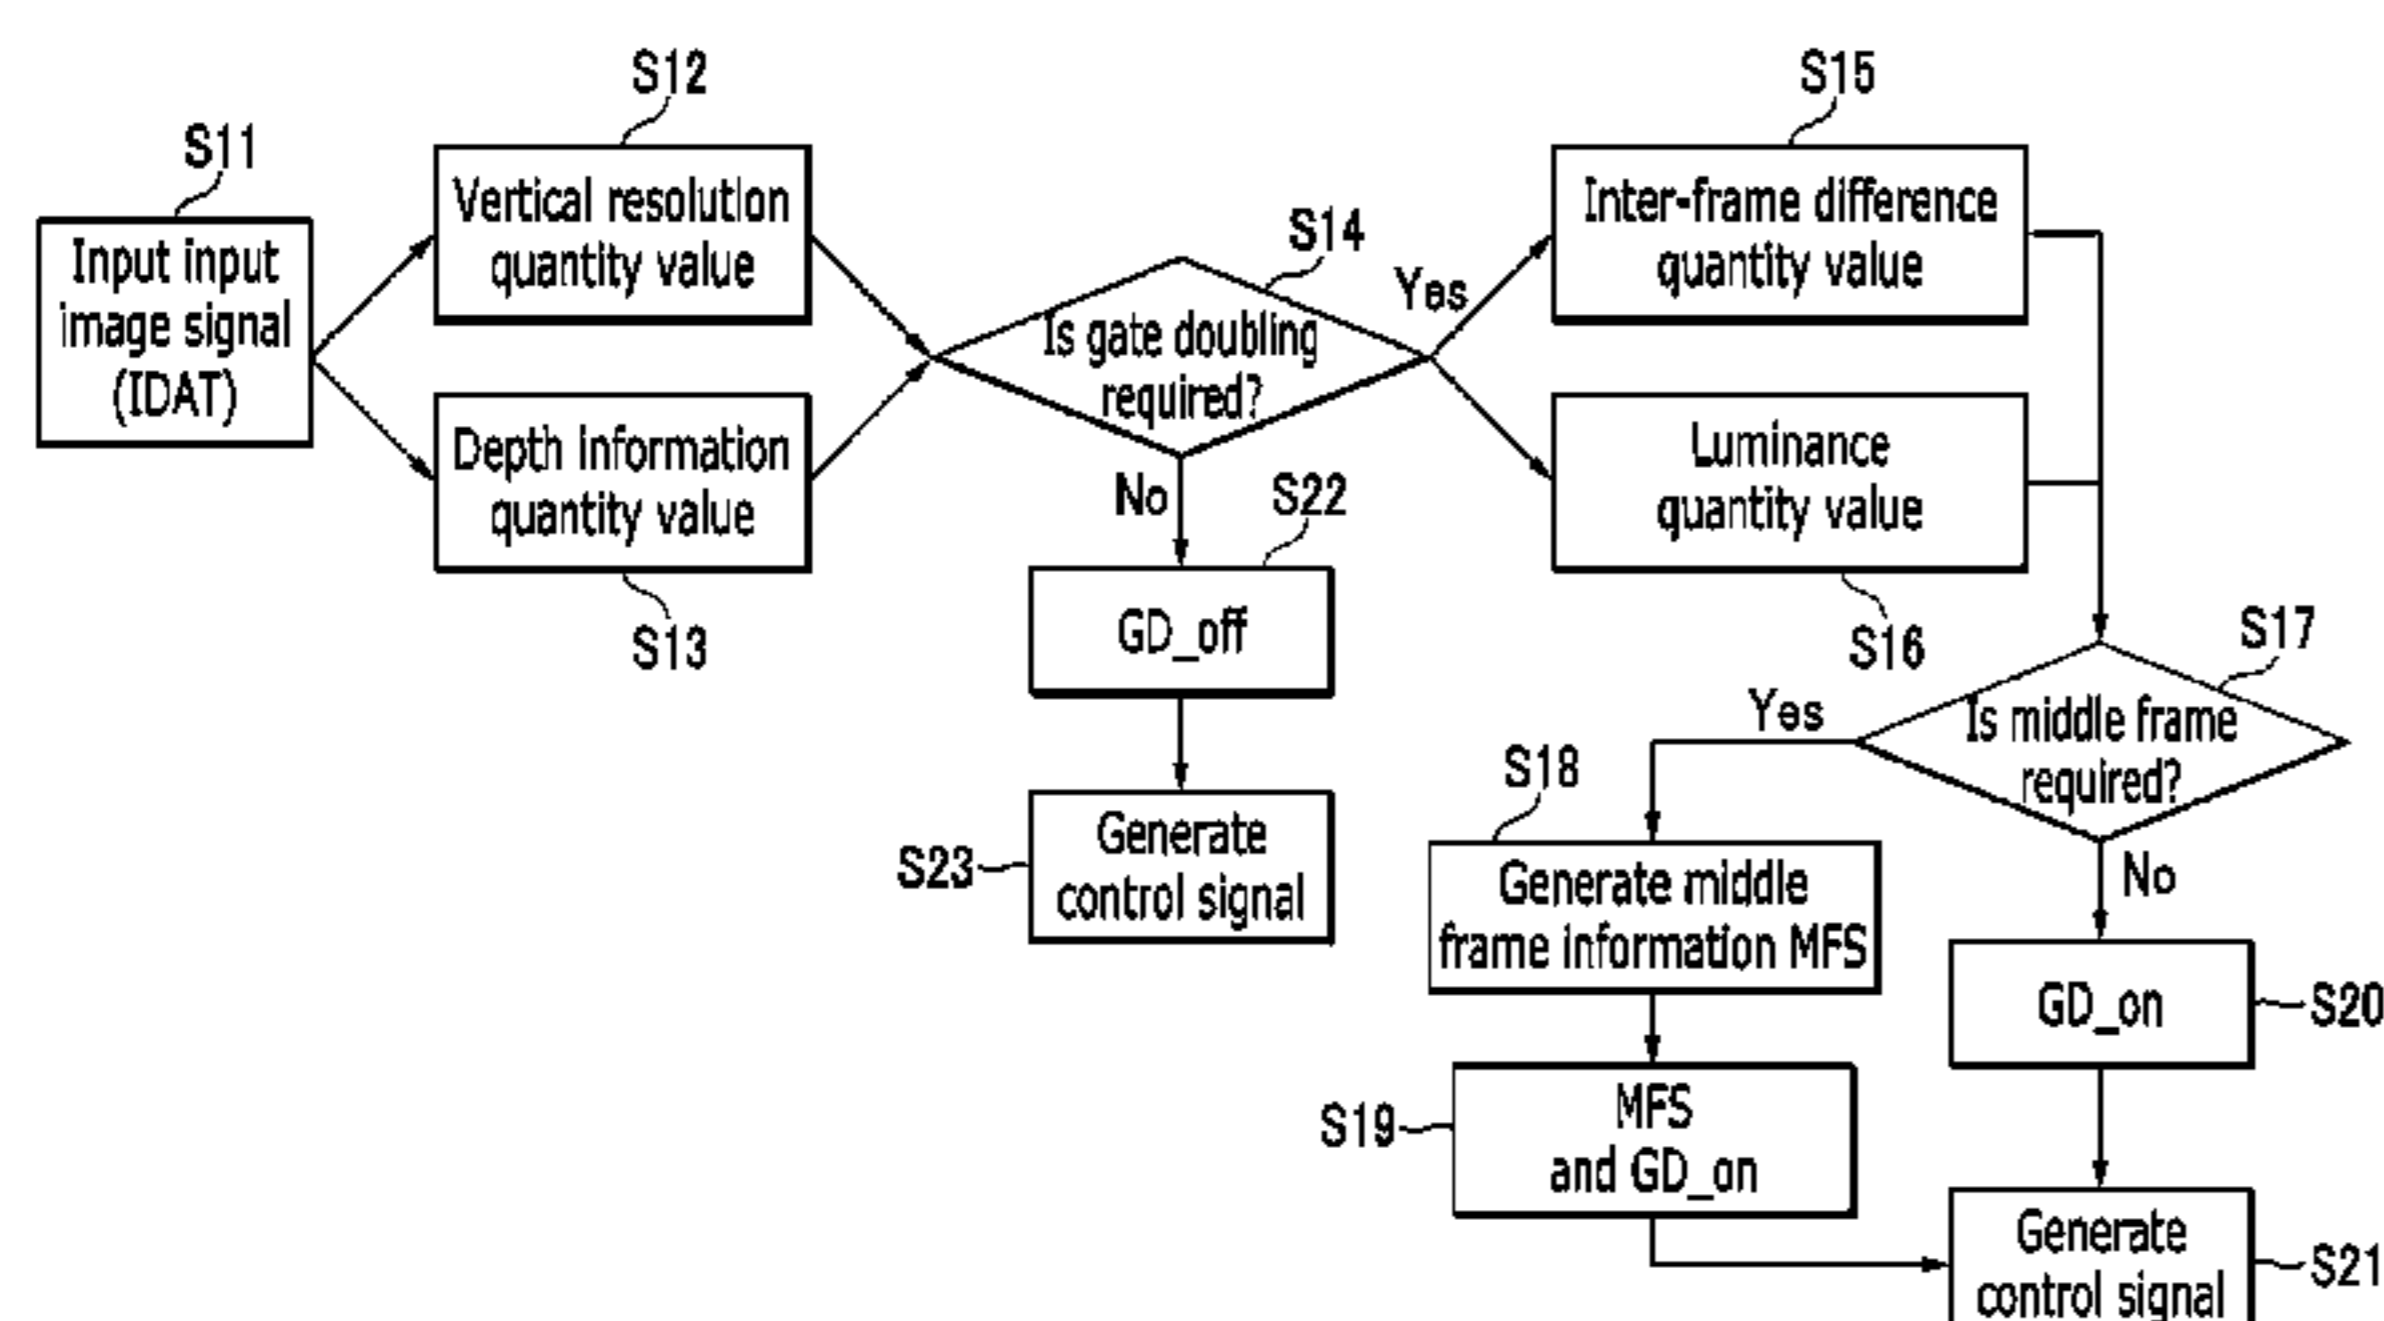 S11
Input input
image signal
(IDAT)
S12
Vertical resolution
quantity value
Depth information
quantity value
S13
S14
Is gate doubling
required?
Yes
No
S22
GD_off
S23
Generate
control signal
S15
Inter-frame difference
quantity value
Luminance
quantity value
S16
S17
Is middle frame
required?
Yes
No
S18
Generate middle
frame information MFS
S19
MFS
and GD_on
GD_on
S20
Generate
control signal
S21